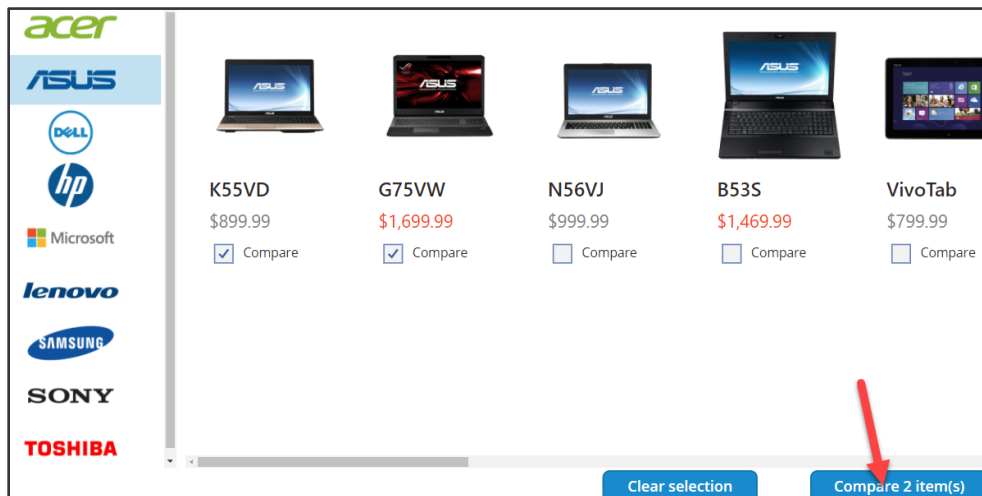 acer
ASUS
DELL
hp
Microsoft
lenovo
SAMSUNG
SONY
TOSHIBA
ASUS
ASUS
ASUS
ASUS
Start
K55VD
G75VW
N56VJ
B53S
VivoTab
$899.99
$1,699.99
$999.99
$1,469.99
$799.99
Compare
Compare
Compare
Compare
Compare
Clear selection
Compare 2 item(s)